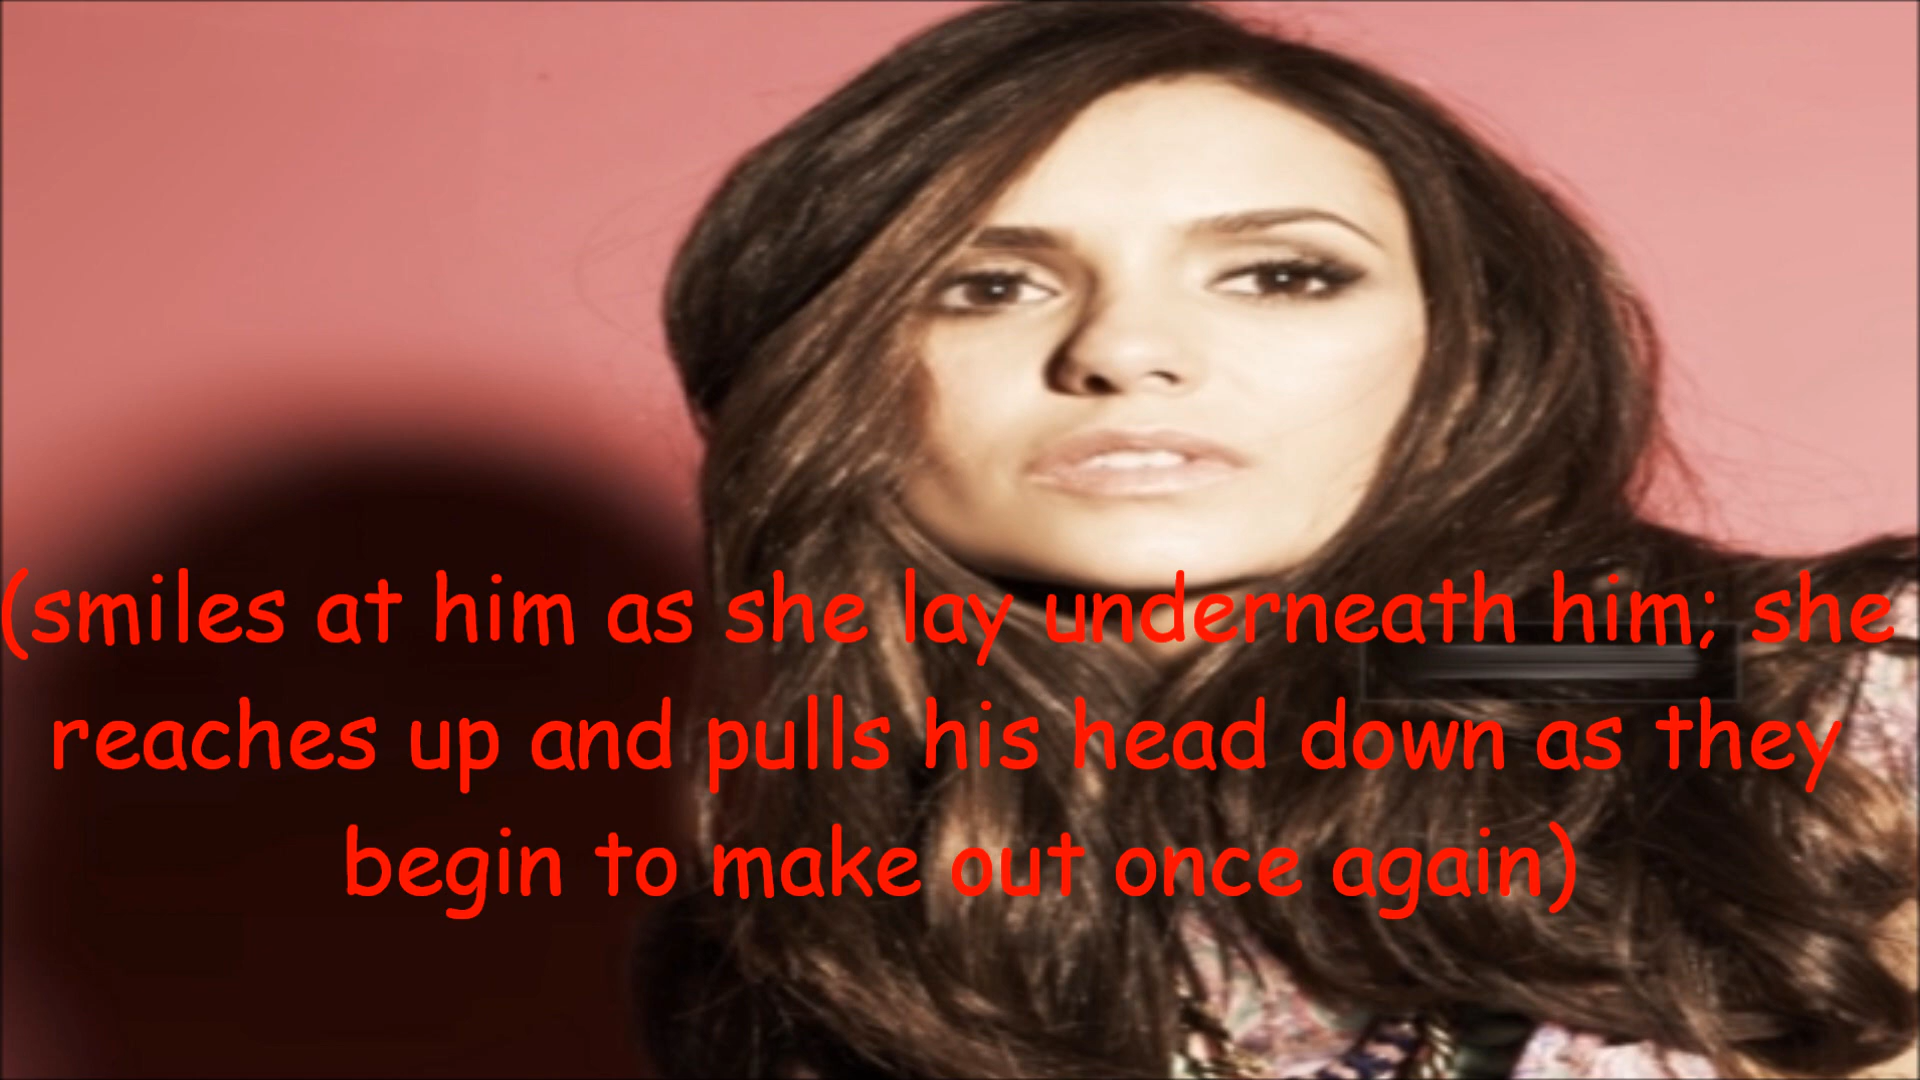 (smiles at him as she lay underneath him; she
reaches up and pulls his head down as they
begin to make out once again)